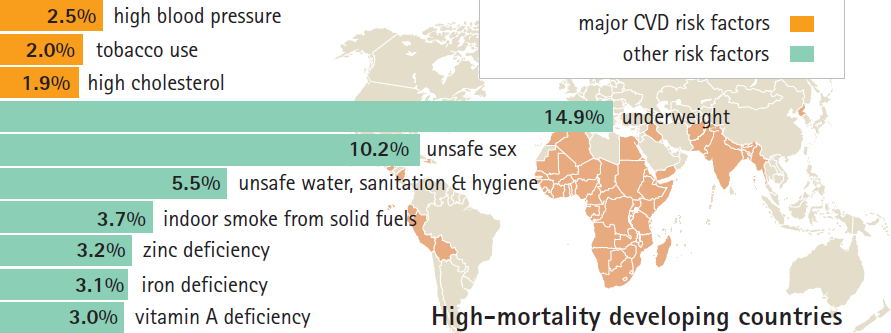 2.5% high blood pressure
major CVD risk factors
2.0% tobacco use
other risk factors
1.9% high cholesterol
14.9% underweight
10.2% unsafe sex
5.5% unsafe water, sanitation & hygiene
3.7% indoor smoke from solid fuels
3.2% zinc deficiency
3.1% iron deficiency
3.0% vitamin A deficiency
High-mortality developing countries